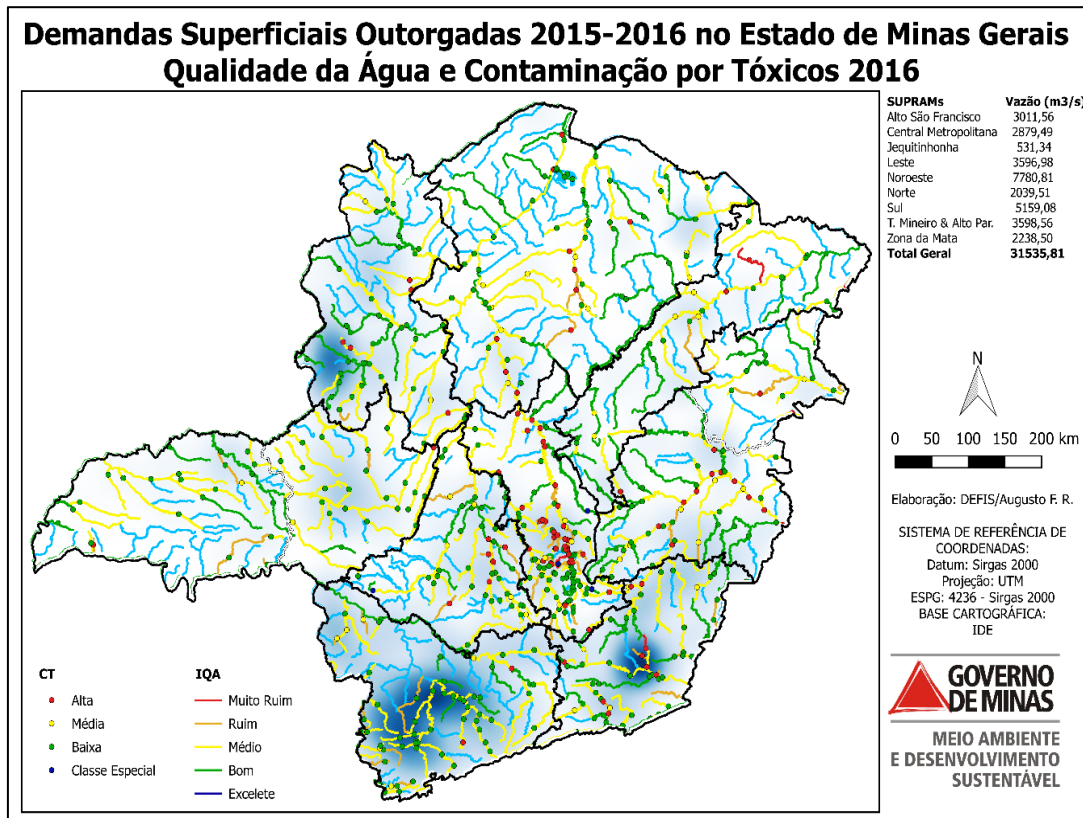 Demandas Superficiais Outorgadas 2015-2016 no Estado de Minas Gerais
Qualidade da Água e Contaminação por Tóxicos 2016
SUPRAMs Vazão (m3/s)
Alto São Francisco 3011,56
Central Metropolitana 2879,49
Jequitinhonha 531,34
Leste 3596,98
Noroeste 7780,81
Norte 2039,51
Sul 5159,08
T. Mineiro & Alto Par. 3598,56
Zona da Mata 2238,50
Total Geral 31535,81
N
0 50 100 150 200 km
Elaboração: DEFIS/Augusto F. R.
SISTEMA DE REFERÊNCIA DE
COORDENADAS:
Datum: Sirgas 2000
Projeção: UTM
ESPG: 4236 - Sirgas 2000
BASE CARTOGRÁFICA:
IDE
CT
Alta
Média
Baixa
Classe Especial
IQA
Muito Ruim
Ruim
Médio
Bom
Excelete
GOVERNO
DE MINAS
MEIO AMBIENTE
E DESENVOLVIMENTO
SUSTENTÁVEL